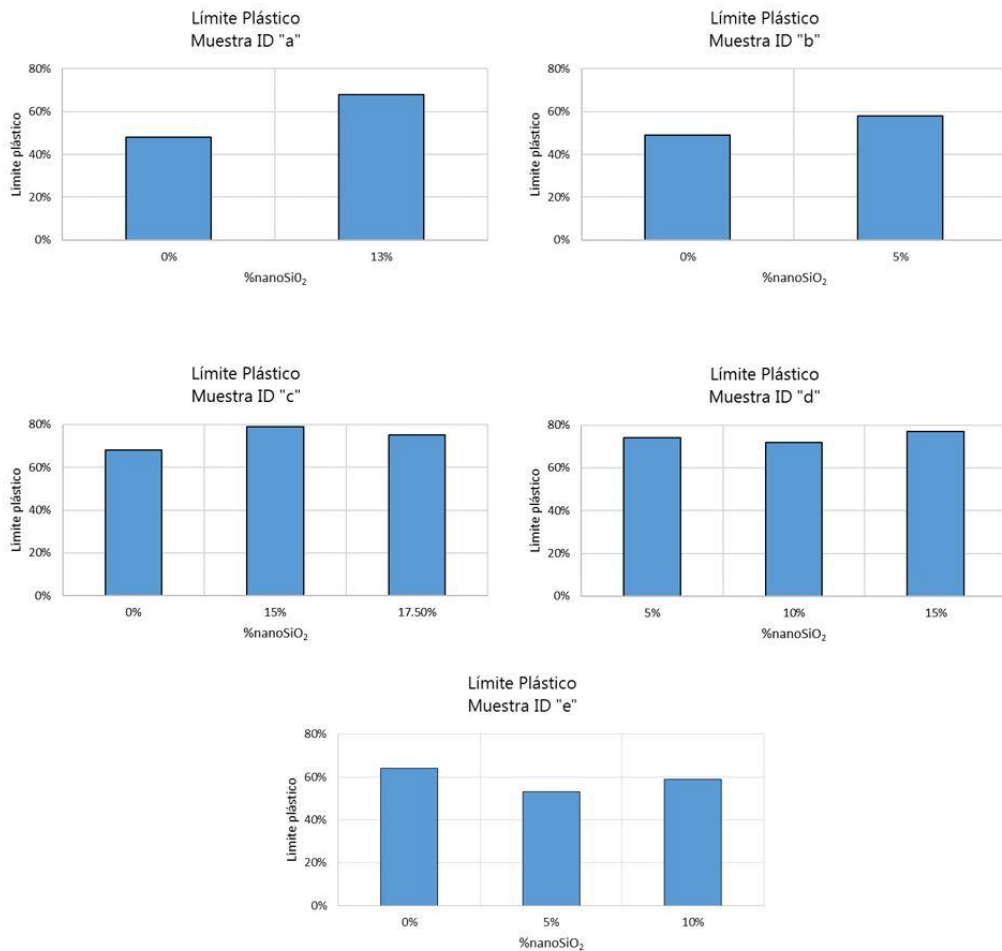 Límite Plástico
Muestra ID "a"
80%
60%
40%
20%
0%
Límite plástico
0%
13%
%nanoSi0₂
Límite Plástico
Muestra ID "b"
80%
60%
40%
20%
0%
Límite plástico
0%
5%
%nanoSiO₂
Límite Plástico
Muestra ID "c"
80%
60%
40%
20%
0%
Límite plástico
0%
15%
17.50%
%nanoSiO₂
Límite Plástico
Muestra ID "d"
80%
60%
40%
20%
0%
Límite plástico
5%
10%
15%
%nanoSiO₂
Límite Plástico
Muestra ID "e"
80%
60%
40%
20%
0%
Límite plástico
0%
5%
10%
%nanoSiO₂